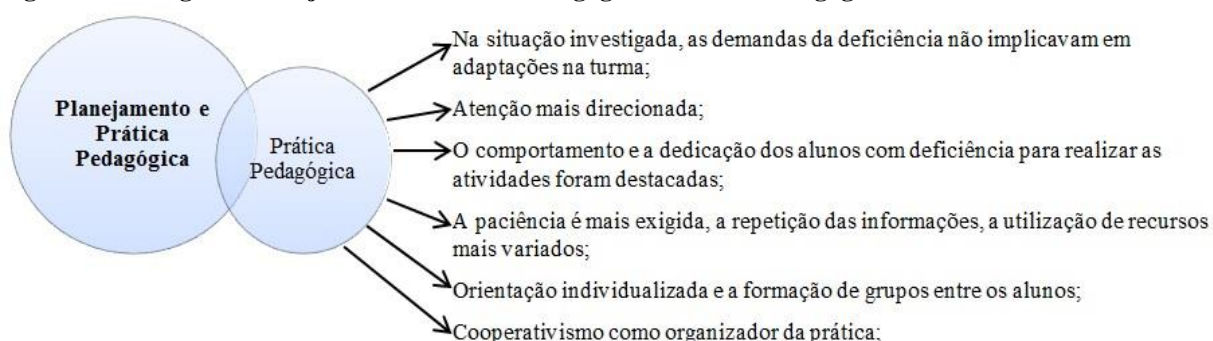 Planejamento e
Prática
Pedagógica
Prática
Pedagógica
Na situação investigada, as demandas da deficiência não implicavam em
adaptações na turma;
Atenção mais direcionada;
O comportamento e a dedicação dos alunos com deficiência para realizar as
atividades foram destacadas;
A paciência é mais exigida, a repetição das informações, a utilização de recursos
mais variados;
Orientação individualizada e a formação de grupos entre os alunos;
Cooperativismo como organizador da prática;